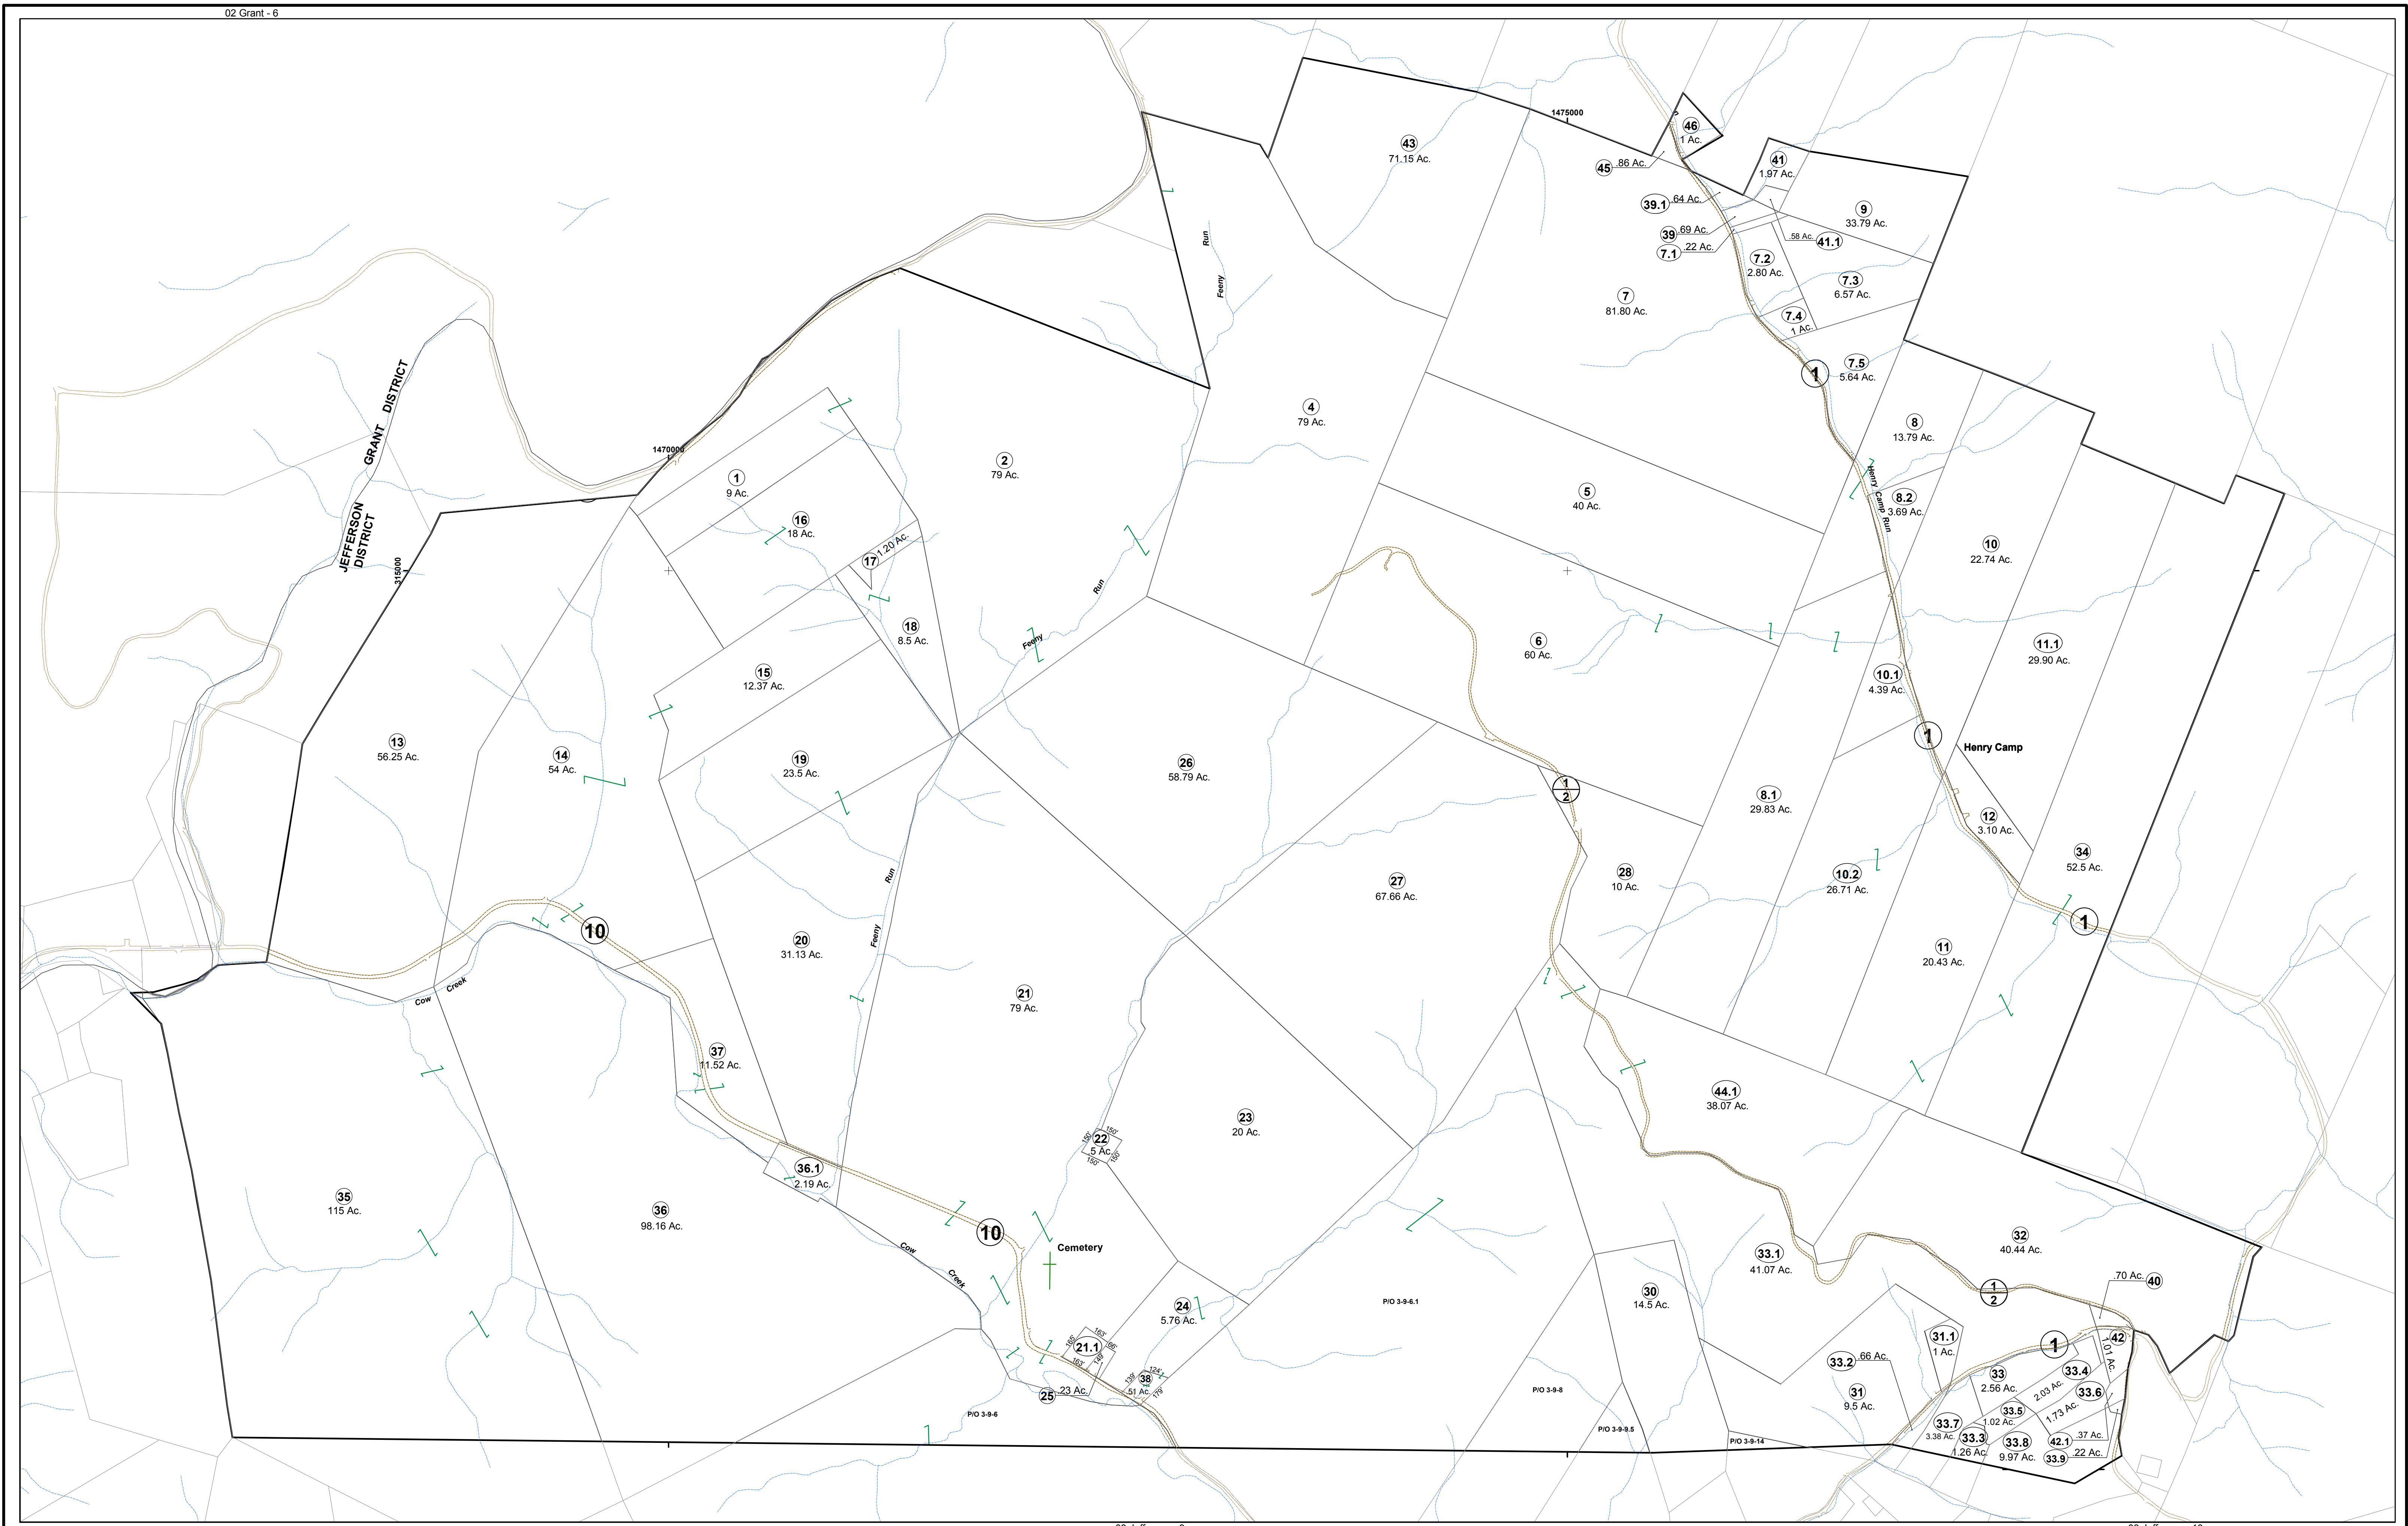 02 Grant - 6
1475000
46
1 Ac.
43
71.15 Ac.
45
.86 Ac.
41
1.97 Ac.
39.1
.64 Ac.
9
33.79 Ac.
39
.69 Ac.
7.1
.22 Ac.
.58 Ac.
41.1
7.2
2.80 Ac.
7.3
6.57 Ac.
7
81.80 Ac.
7.4
1 Ac.
Run
Feeny
1
7.5
5.64 Ac.
GRANT DISTRICT
JEFFERSON
DISTRICT
4
79 Ac.
8
13.79 Ac.
1470000
2
79 Ac.
1
9 Ac.
5
40 Ac.
Henry Camp Run
8.2
3.69 Ac.
16
18 Ac.
17
1.20 Ac.
10
22.74 Ac.
315000
Run
Feeny
18
8.5 Ac.
6
60 Ac.
11.1
29.90 Ac.
15
12.37 Ac.
10.1
4.39 Ac.
13
56.25 Ac.
14
54 Ac.
19
23.5 Ac.
26
58.79 Ac.
1
Henry Camp
1
2
8.1
29.83 Ac.
12
3.10 Ac.
34
52.5 Ac.
27
67.66 Ac.
28
10 Ac.
10.2
26.71 Ac.
Run
Feeny
10
20
31.13 Ac.
1
11
20.43 Ac.
Cow Creek
21
79 Ac.
37
11.52 Ac.
44.1
38.07 Ac.
23
20 Ac.
22
.5 Ac.
150'
150'
150'
150'
36.1
2.19 Ac.
35
115 Ac.
36
98.16 Ac.
10
Cow
Creek
Cemetery
32
40.44 Ac.
33.1
41.07 Ac.
.70 Ac.
40
1
2
30
14.5 Ac.
P/O 3-9-6.1
24
5.76 Ac.
163'
166'
165'
21.1
149'
163'
124'
139'
38
.51 Ac.
179'
31.1
1 Ac.
1
42
1.01 Ac.
33.2
.66 Ac.
33
2.56 Ac.
33.4
2.03 Ac.
33.6
1.73 Ac.
31
9.5 Ac.
25
.23 Ac.
P/O 3-9-6
P/O 3-9-8
P/O 3-9-9.5
P/O 3-9-14
33.7
3.38 Ac.
33.5
1.02 Ac.
33.3
1.26 Ac.
33.8
9.97 Ac.
42.1
.37 Ac.
33.9
.22 Ac.